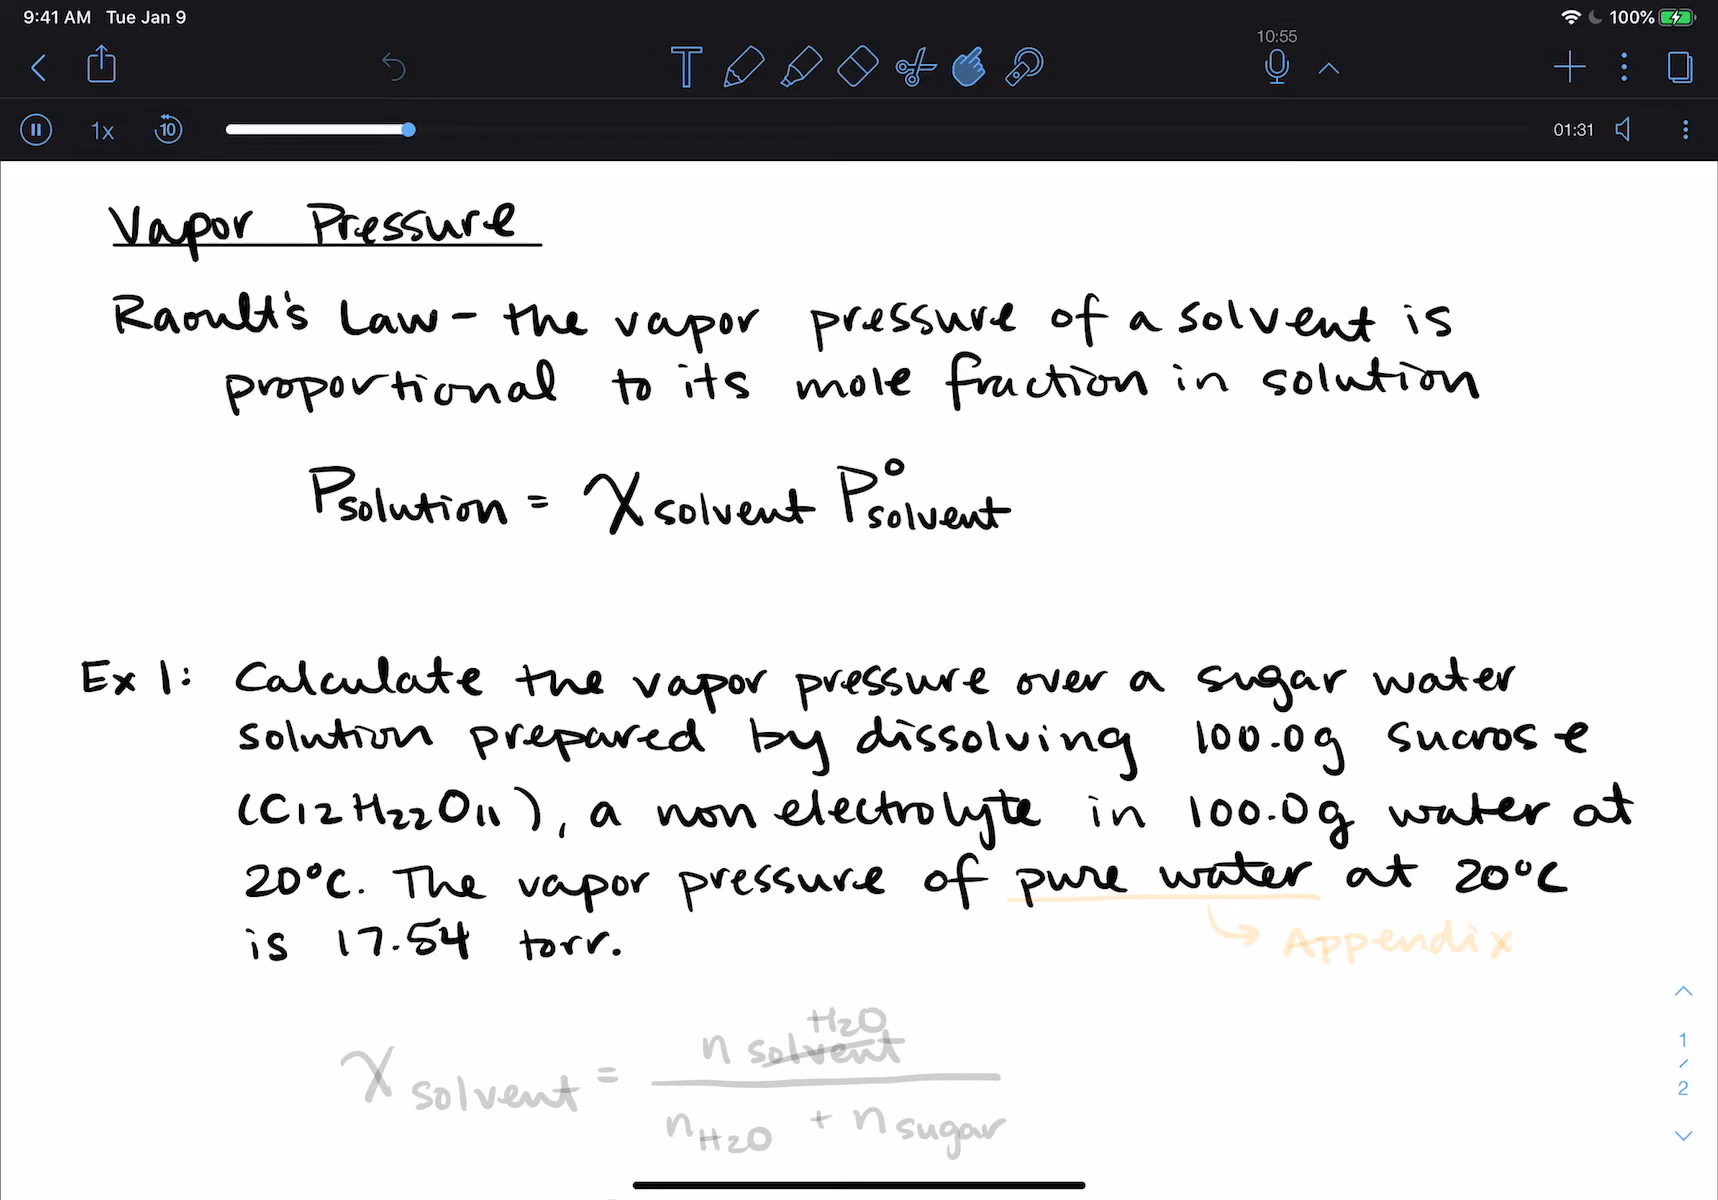 9:41 AM Tue Jan 9
100%
10:55
1x
10
01:31
Vapor Pressure
Raoult's Law - the vapor pressure of a solvent is
proportional to its mole fraction in solution
Psolution = χsolvent P°solvent
Ex 1: Calculate the vapor pressure over a sugar water
solution prepared by dissolving 100.0g sucrose
(C12H22O11), a non electrolyte in 100.0g water at
20°C. The vapor pressure of pure water at 20°C
is 17.54 torr.
Appendix
H2O
χ solvent = n solvent
nH2O + n sugar
1
/
2